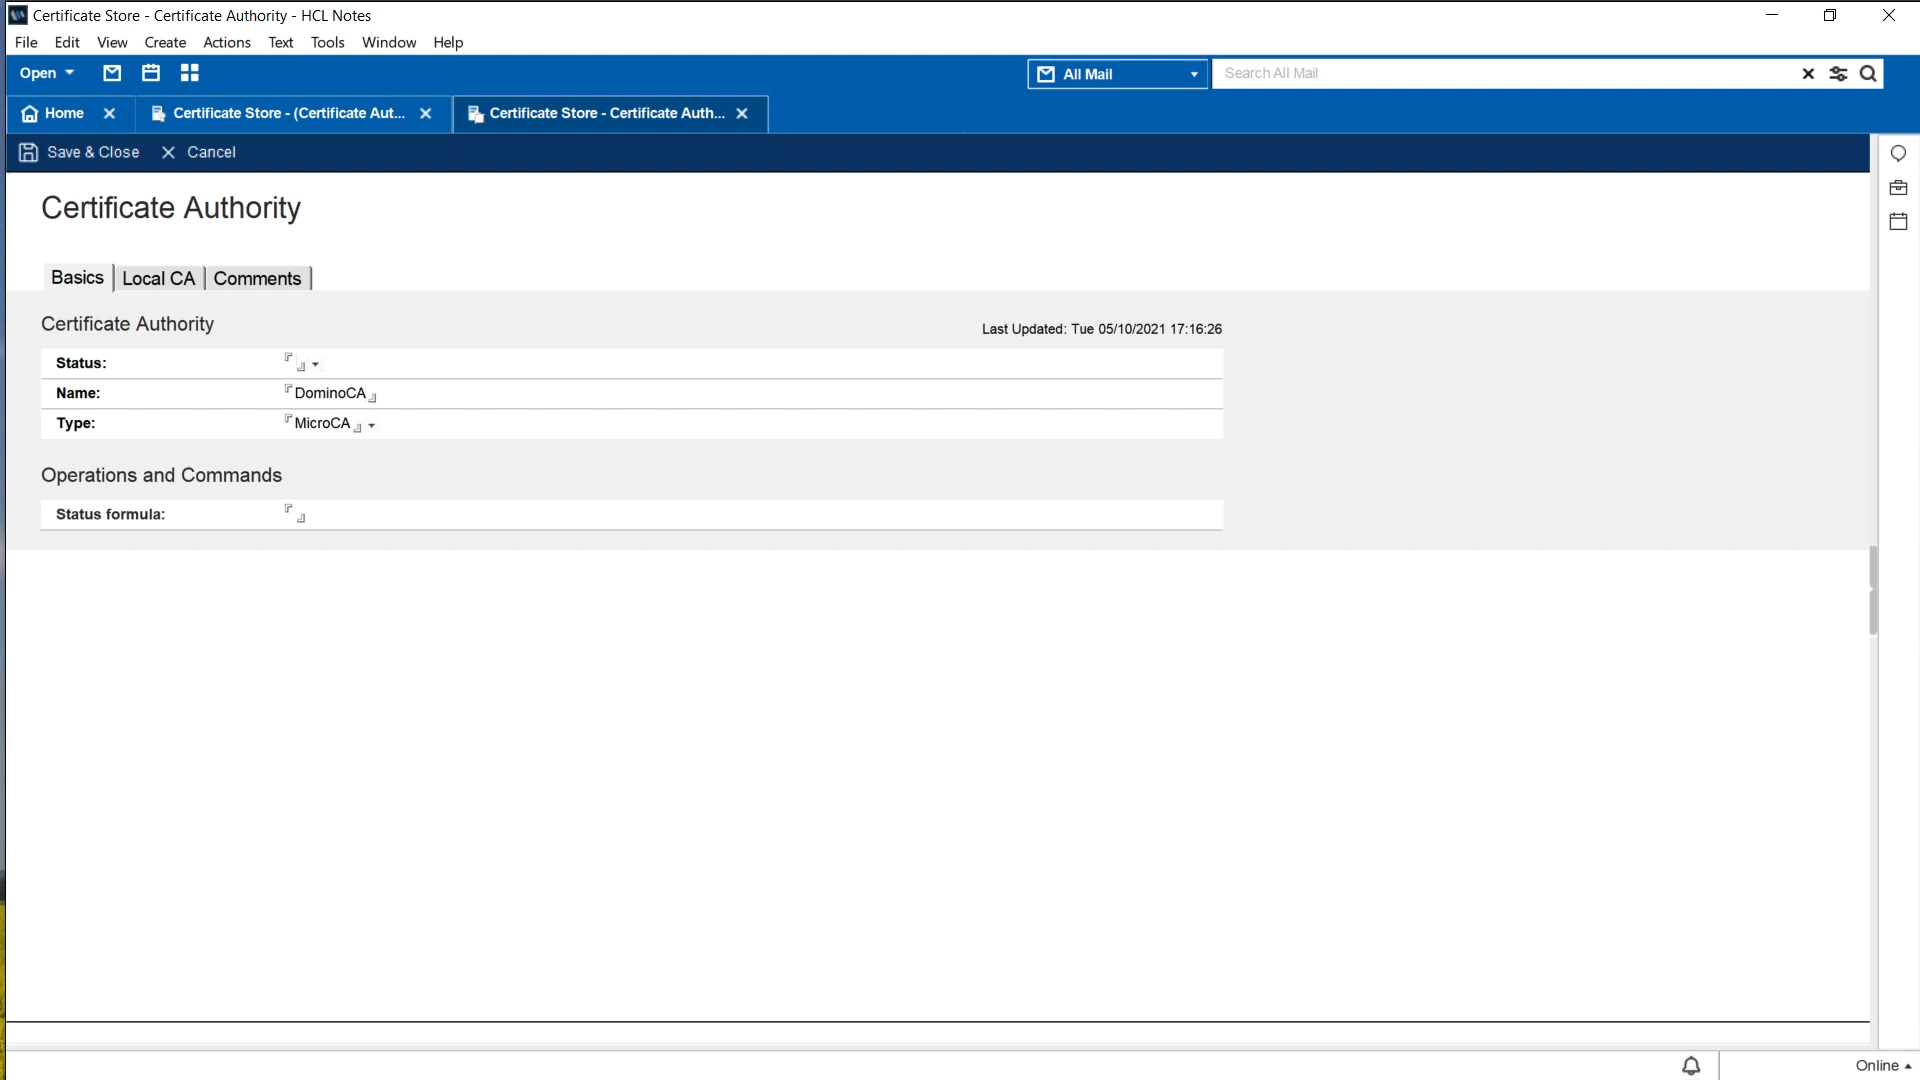 Certificate Store - Certificate Authority - HCL Notes
File Edit View Create Actions Text Tools Window Help
Open All Mail Search All Mail
Home Certificate Store - (Certificate Aut... Certificate Store - Certificate Auth...
Save & Close Cancel
Certificate Authority
Basics Local CA Comments
Certificate Authority
Last Updated: Tue 05/10/2021 17:16:26
Status:
Name: DominoCA
Type: MicroCA
Operations and Commands
Status formula:
Online